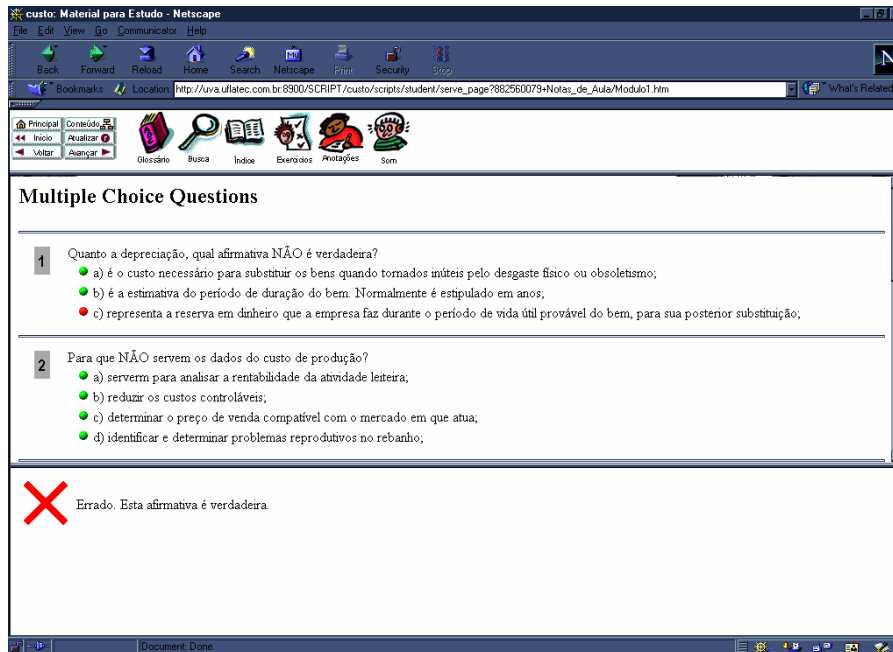 custo: Material para Estudo - Netscape
File Edit View Go Communicator Help
Back Forward Reload Home Search Netscape Print Security Stop
Bookmarks Location: http://uva.uflatec.com.br:8900/SCRIPT/custo/scripts/student/serve_page?882560079+Notas_de_Aula/Modulo1.htm What's Related
Principal Conteúdo
Inicio Atualizar
Voltar Avançar
Glossário Busca Índice Exercicios Anotações Som
Multiple Choice Questions
1 Quanto a depreciação, qual afirmativa NÃO é verdadeira?
a) é o custo necessário para substituir os bens quando tornados inúteis pelo desgaste físico ou obsoletismo;
b) é a estimativa do período de duração do bem. Normalmente é estipulado em anos;
c) representa a reserva em dinheiro que a empresa faz durante o período de vida útil provável do bem, para sua posterior substituição;
2 Para que NÃO servem os dados do custo de produção?
a) serverm para analisar a rentabilidade da atividade leiteira;
b) reduzir os custos controláveis;
c) determinar o preço de venda compatível com o mercado em que atua;
d) identificar e determinar problemas reprodutivos no rebanho;
Errado. Esta afirmativa é verdadeira.
Document: Done